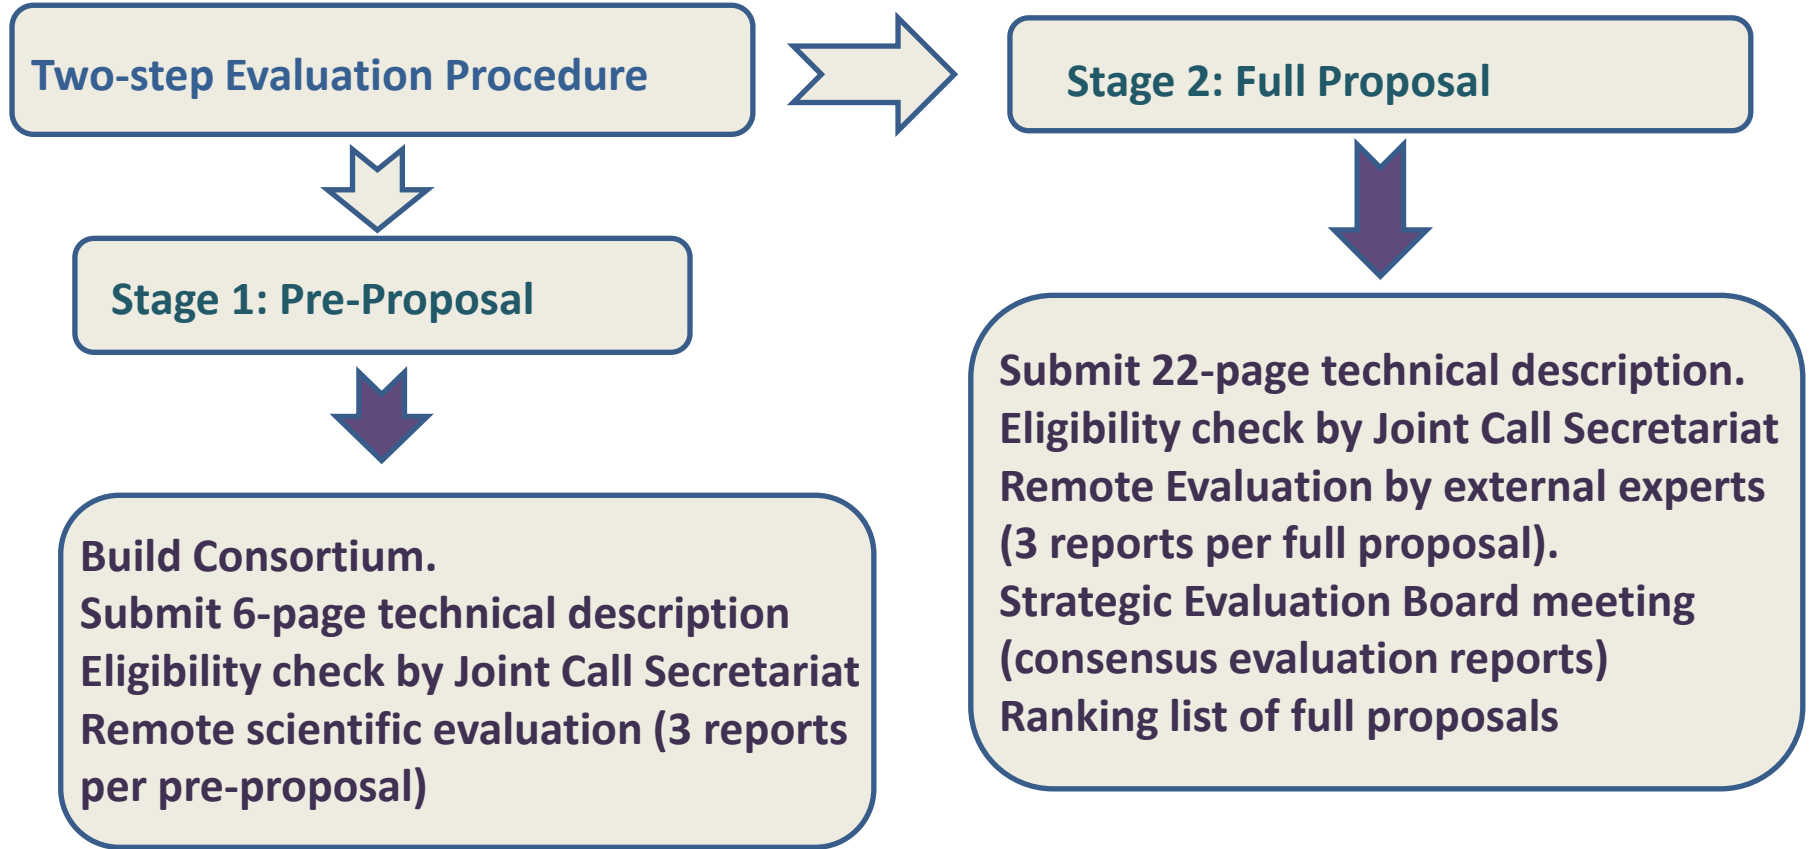 Two-step Evaluation Procedure
Stage 1: Pre-Proposal
Build Consortium.
Submit 6-page technical description
Eligibility check by Joint Call Secretariat
Remote scientific evaluation (3 reports
per pre-proposal)
Stage 2: Full Proposal
Submit 22-page technical description.
Eligibility check by Joint Call Secretariat
Remote Evaluation by external experts
(3 reports per full proposal).
Strategic Evaluation Board meeting
(consensus evaluation reports)
Ranking list of full proposals